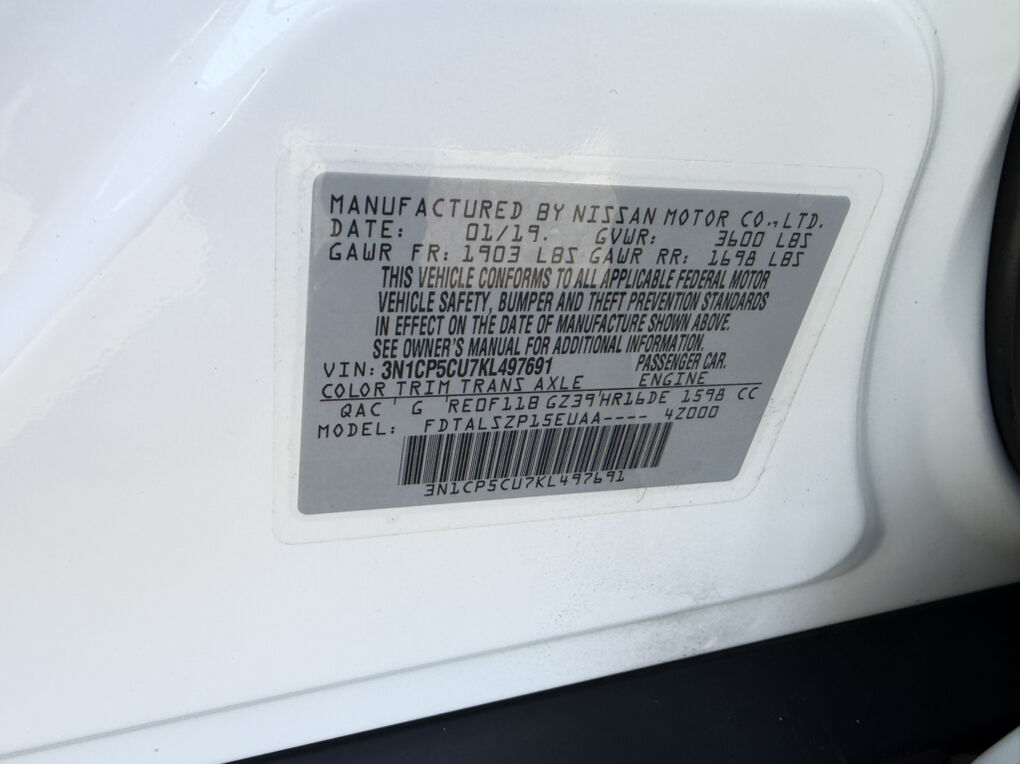 MANUFACTURED BY NISSAN MOTOR CO., LTD.
DATE: 01/19. GVWR: 3600 LBS
GAWR FR: 1903 LBS GAWR RR: 1698 LBS
THIS VEHICLE CONFORMS TO ALL APPLICABLE FEDERAL MOTOR
VEHICLE SAFETY, BUMPER AND THEFT PREVENTION STANDARDS
IN EFFECT ON THE DATE OF MANUFACTURE SHOWN ABOVE.
SEE OWNER'S MANUAL FOR ADDITIONAL INFORMATION.
VIN: 3N1CP5CU7KL497691 PASSENGER CAR.
COLOR TRIM TRANS AXLE ENGINE
QAC ' G ' RE0F11B GZ39'HR16DE 1598 CC
MODEL: FDTALSZP15EUAA---- 4Z000
3N1CP5CU7KL497691